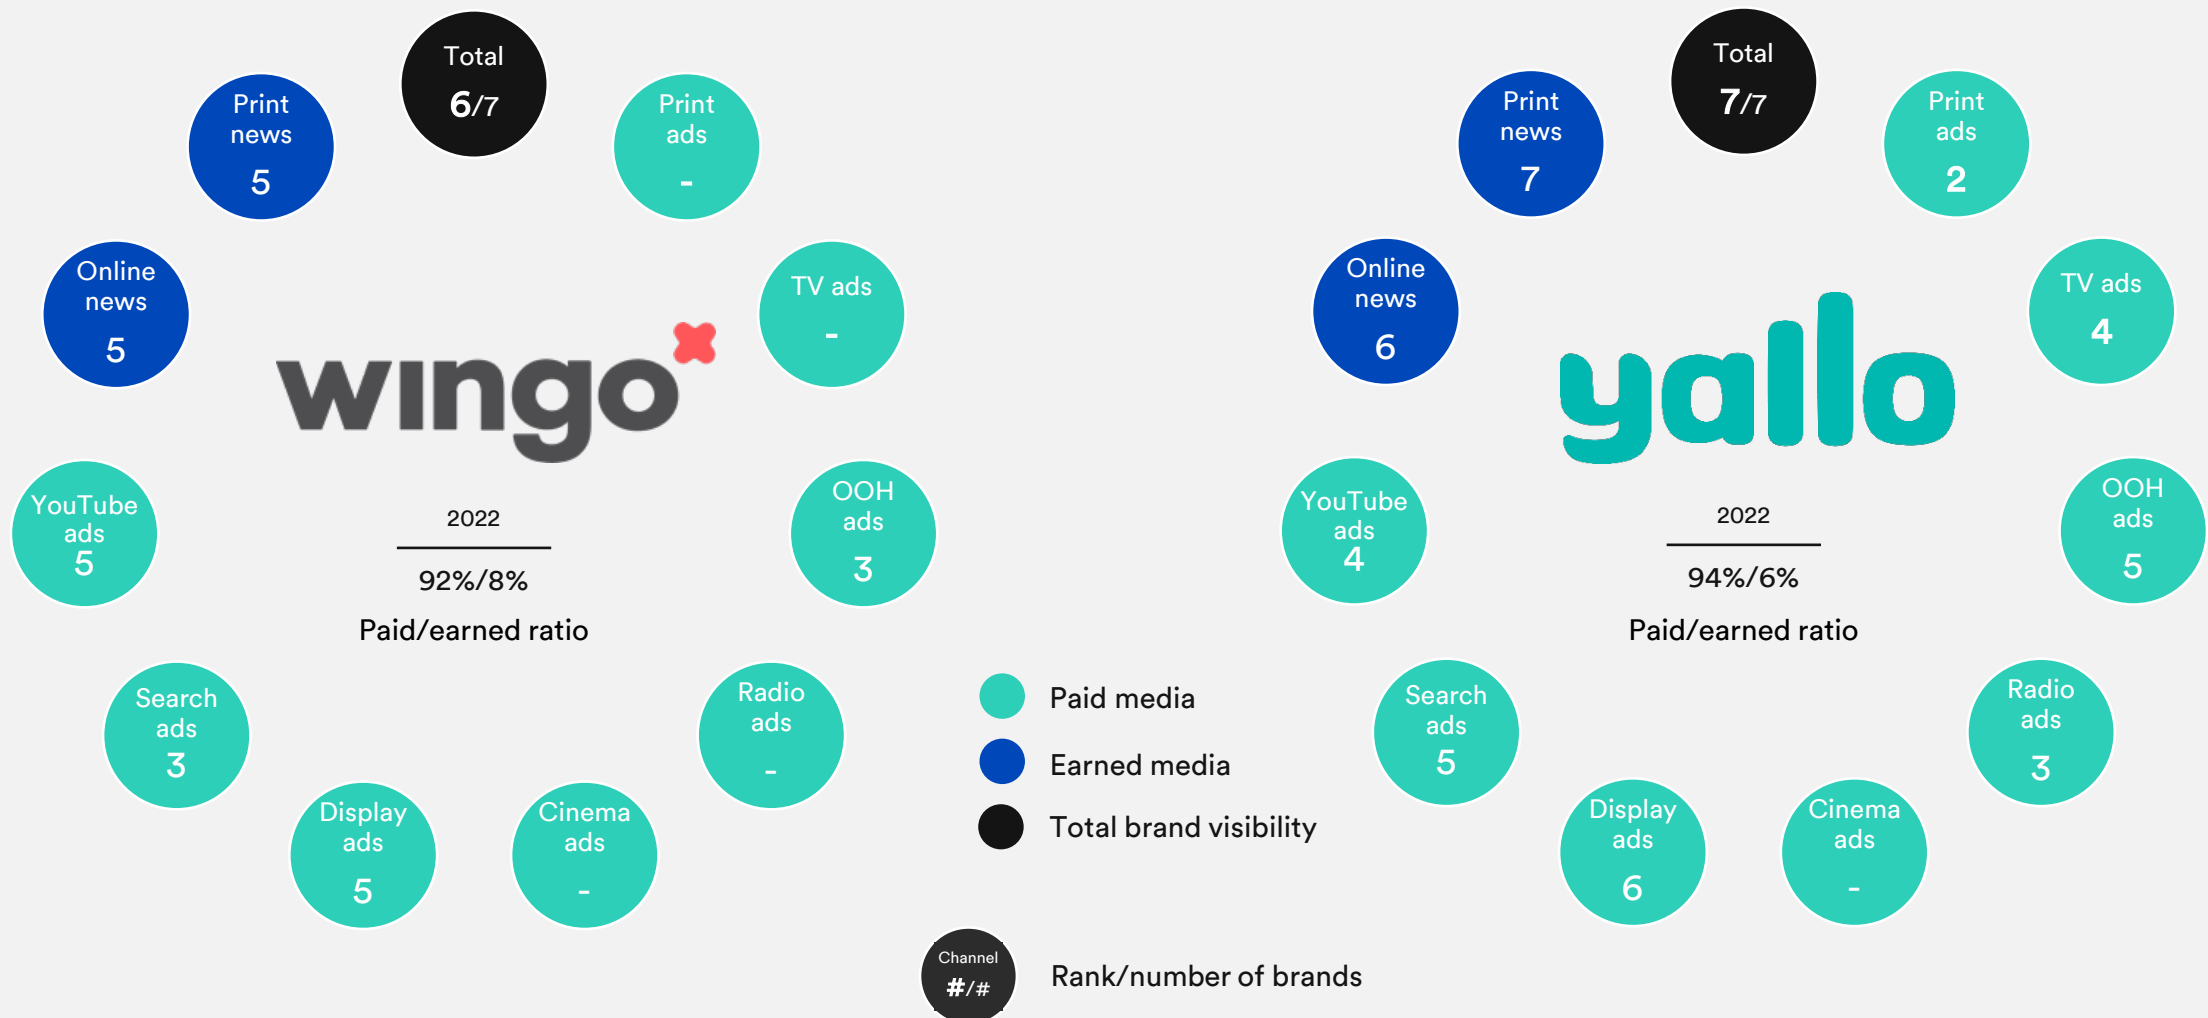 Total
6/7
Print
ads
-
TV ads
-
OOH
ads
3
Radio
ads
-
Cinema
ads
-
Display
ads
5
Search
ads
3
YouTube
ads
5
Online
news
5
Print
news
5
wingo
2022
92%/8%
Paid/earned ratio
Total
7/7
Print
ads
2
TV ads
4
OOH
ads
5
Radio
ads
3
Cinema
ads
-
Display
ads
6
Search
ads
5
YouTube
ads
4
Online
news
6
Print
news
7
yallo
2022
94%/6%
Paid/earned ratio
Paid media
Earned media
Total brand visibility
Channel
#/#
Rank/number of brands